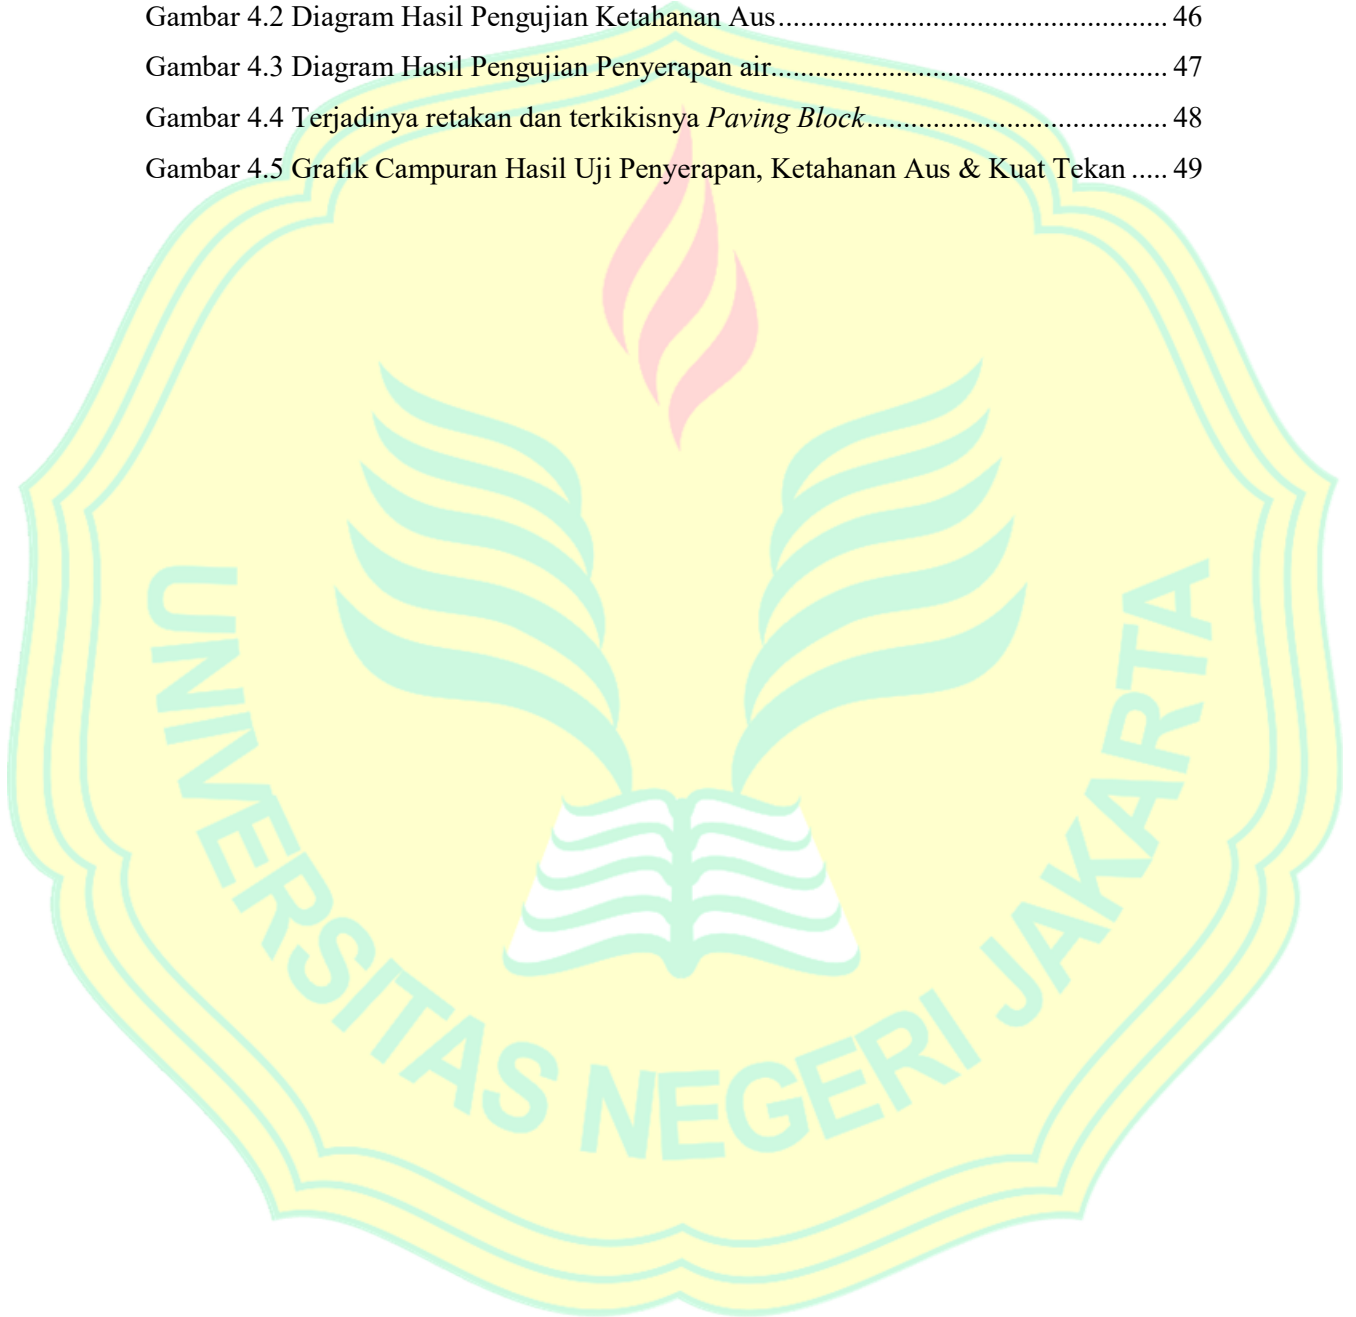 Gambar 4.2 Diagram Hasil Pengujian Ketahanan Aus.................................................... 46
Gambar 4.3 Diagram Hasil Pengujian Penyerapan air..................................................... 47
Gambar 4.4 Terjadinya retakan dan terkikisnya Paving Block........................................ 48
Gambar 4.5 Grafik Campuran Hasil Uji Penyerapan, Ketahanan Aus & Kuat Tekan ..... 49
UNIVERSITAS NEGERI JAKARTA